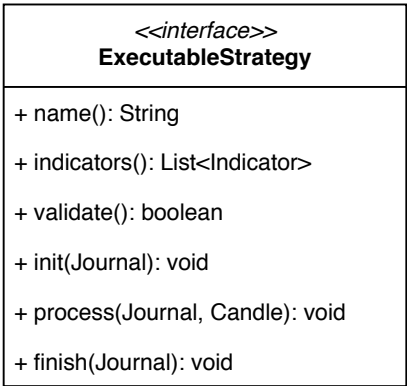 <<interface>>
ExecutableStrategy
+ name(): String
+ indicators(): List<Indicator>
+ validate(): boolean
+ init(Journal): void
+ process(Journal, Candle): void
+ finish(Journal): void